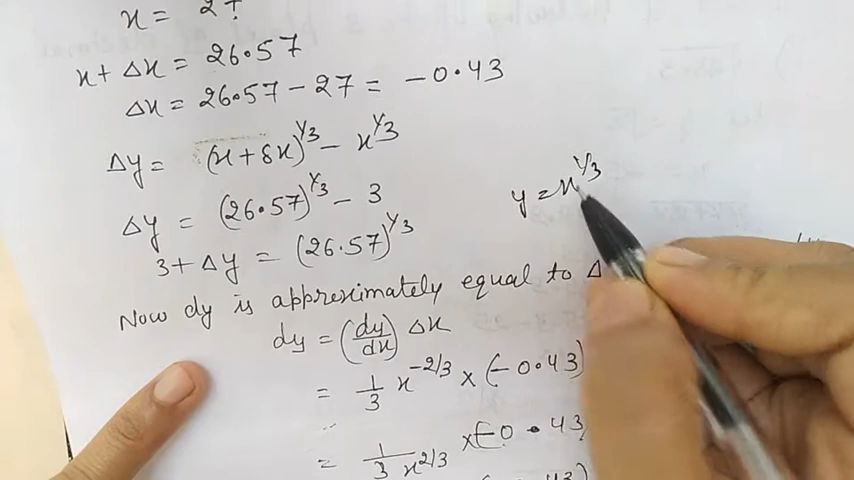 x = 27
x + Δx = 26.57
Δx = 26.57 - 27 = -0.43
Δy = (x + δx)^1/3 - x^1/3
Δy = (26.57)^1/3 - 3
y = x^1/3
3 + Δy = (26.57)^1/3
Now dy is approximately equal to Δ
dy = (dy/dx) Δx
= 1/3 x^-2/3 × (-0.43)
= 1/3x^2/3 × (-0.43